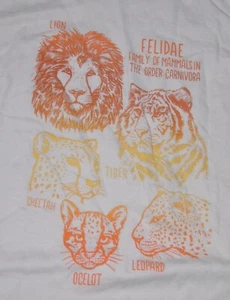 LION
FELIDAE
FAMILY OF MAMMALS IN
THE ORDER CARNIVORA
TIGER
CHEETAH
OCELOT
LEOPARD